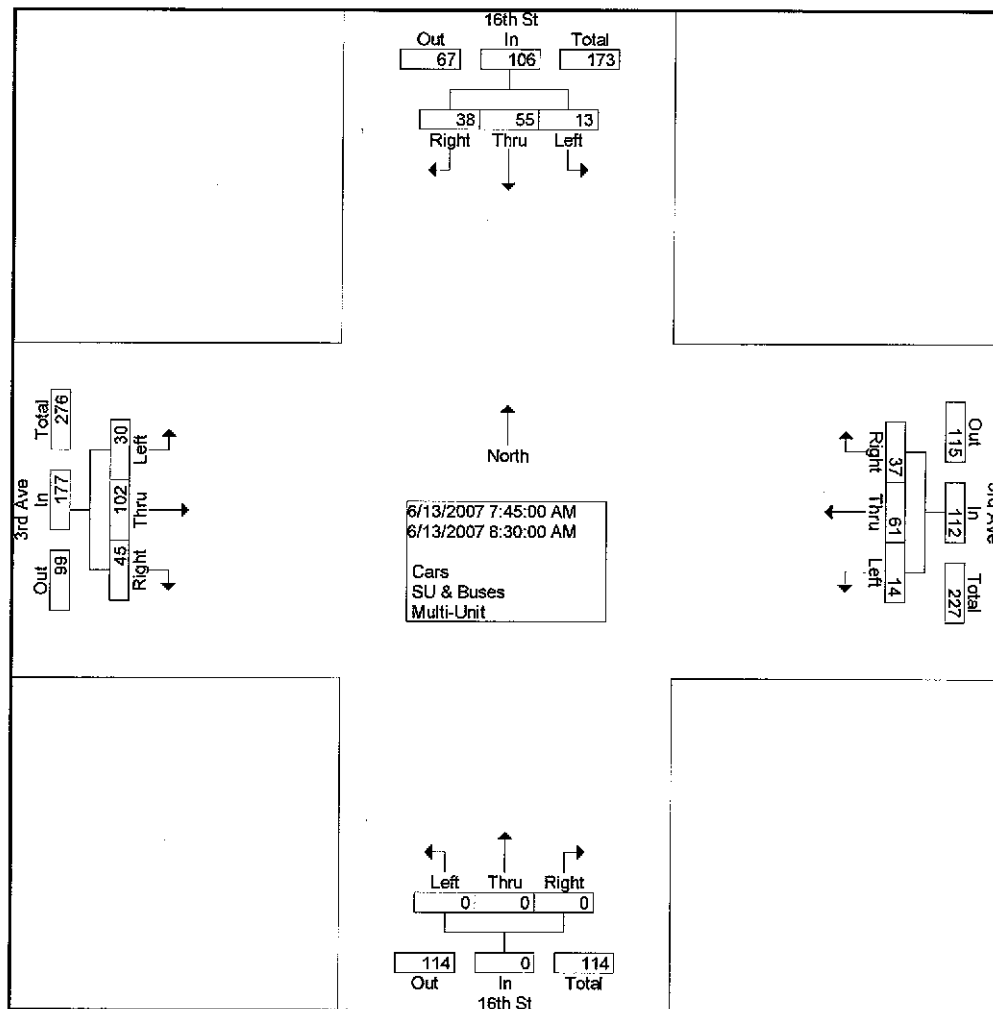 16th St
Out In Total
67 106 173
38 55 13
Right Thru Left
North
6/13/2007 7:45:00 AM
6/13/2007 8:30:00 AM
Cars
SU & Buses
Multi-Unit
3rd Ave
Out In Total
99 177 276
Right Thru Left
45 102 30
Out In Total
115 112 227
37 61 14
Right Thru Left
Left Thru Right
0 0 0
114 0 114
Out In Total
16th St